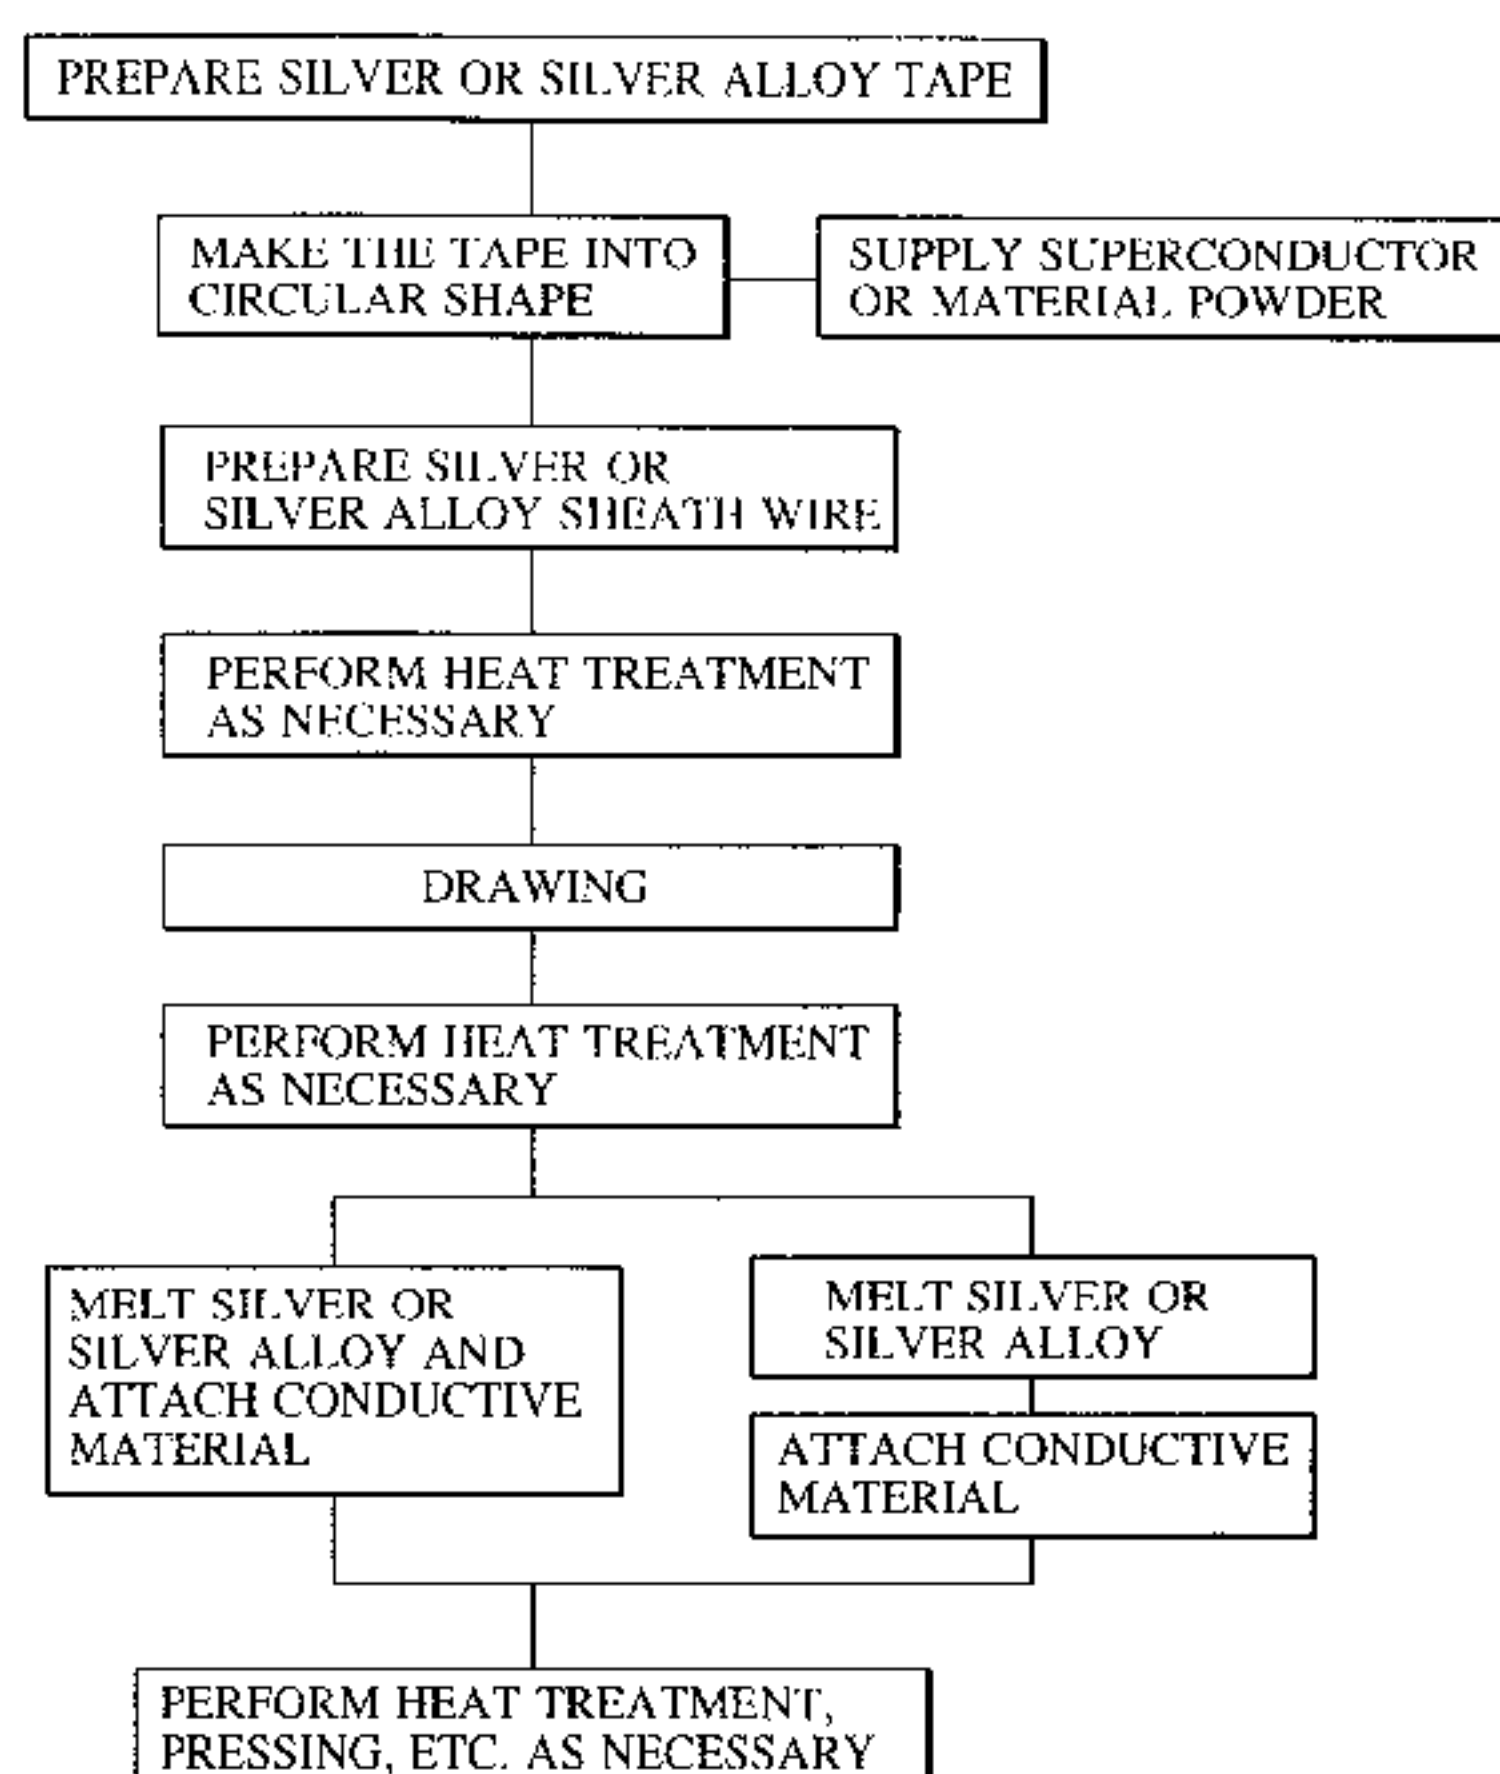 PREPARE SILVER OR SILVER ALLOY TAPE
MAKE THE TAPE INTO
CIRCULAR SHAPE
SUPPLY SUPERCONDUCTOR
OR MATERIAL POWDER
PREPARE SILVER OR
SILVER ALLOY SHEATH WIRE
PERFORM HEAT TREATMENT
AS NECESSARY
DRAWING
PERFORM HEAT TREATMENT
AS NECESSARY
MELT SILVER OR
SILVER ALLOY AND
ATTACH CONDUCTIVE
MATERIAL
MELT SILVER OR
SILVER ALLOY
ATTACH CONDUCTIVE
MATERIAL
PERFORM HEAT TREATMENT,
PRESSING, ETC. AS NECESSARY